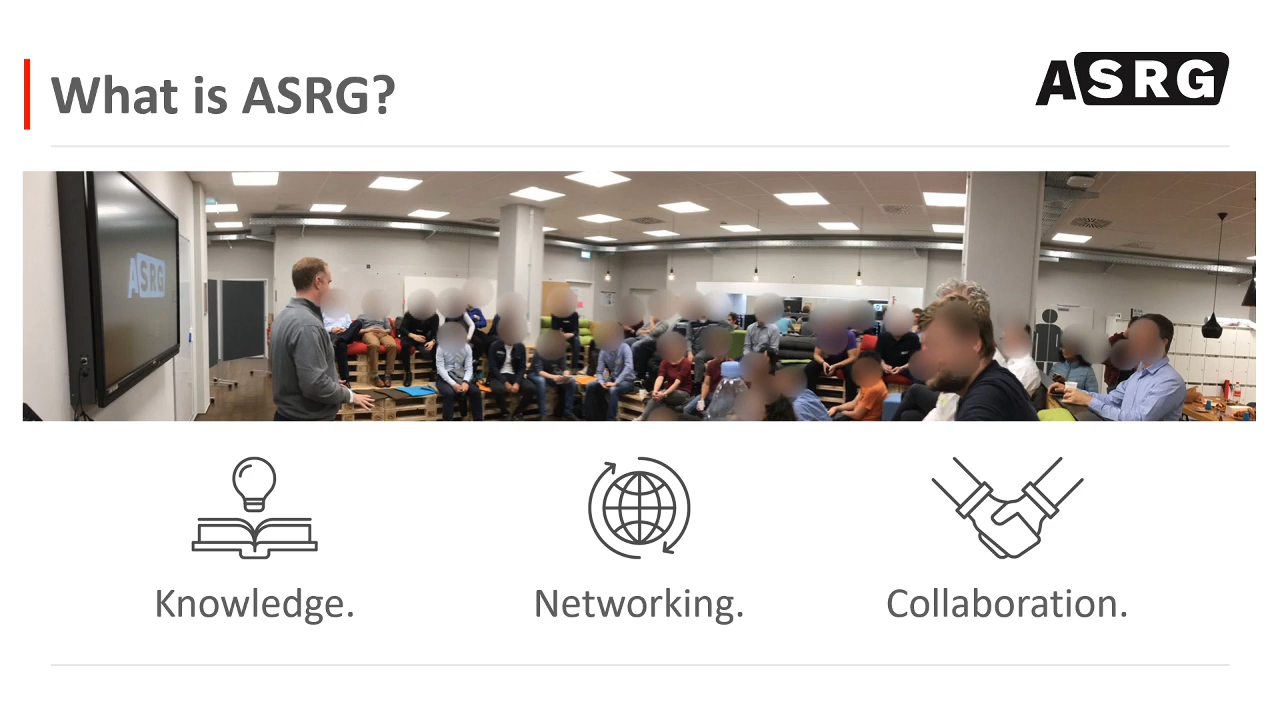 What is ASRG?
ASRG
ASRG
Knowledge.
Networking.
Collaboration.